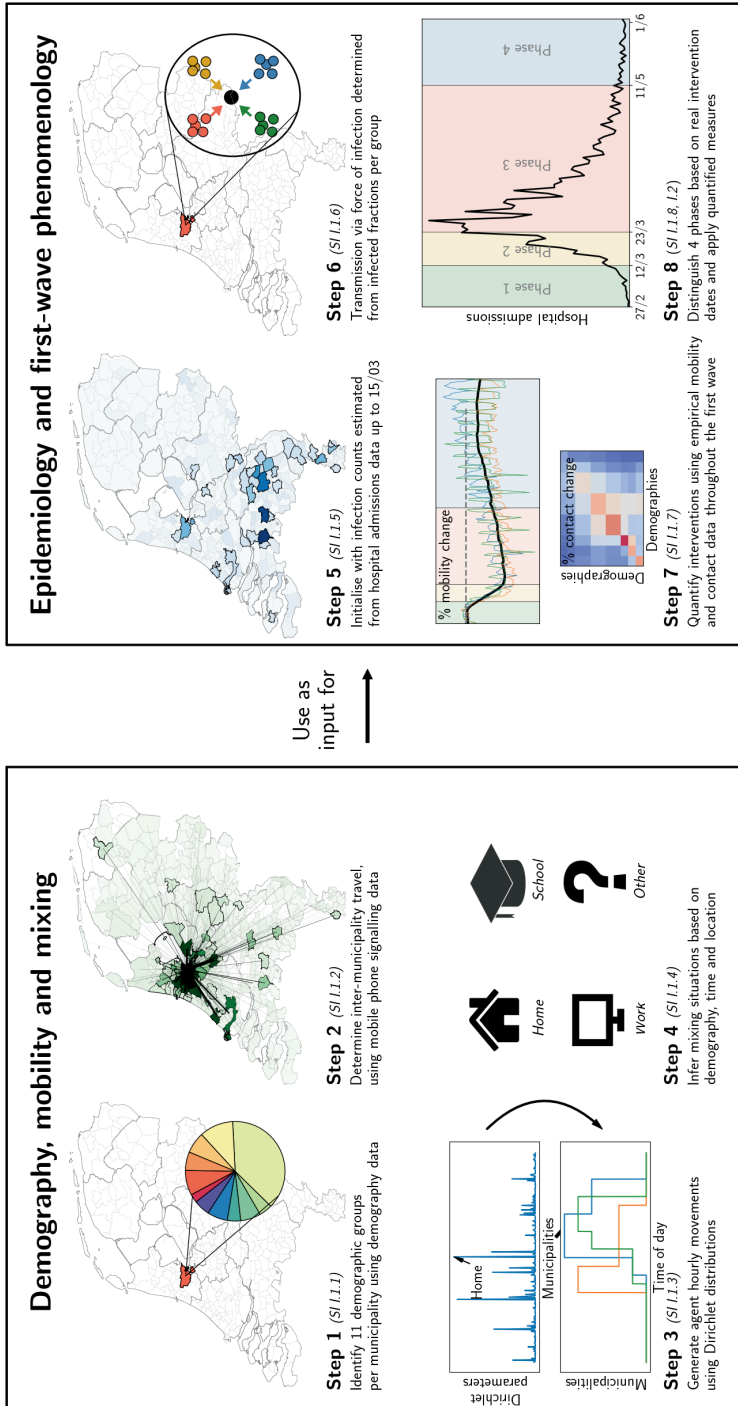 Demography, mobility and mixing
Step 1 (SI I.1.1)
Identify 11 demographic groups
per municipality using demography data
Step 2 (SI I.1.2)
Determine inter-municipality travel,
using mobile phone signalling data
Dirichlet
parameters
Home
Municipalities
Municipalities
Time of day
Step 3 (SI I.1.3)
Generate agent hourly movements
using Dirichlet distributions
Home
School
Work
Other
Step 4 (SI I.1.4)
Infer mixing situations based on
demography, time and location
Use as
input for
Epidemiology and first-wave phenomenology
Step 5 (SI I.1.5)
Initialise with infection counts estimated
from hospital admissions data up to 15/03
Step 6 (SI I.1.6)
Transmission via force of infection determined
from infected fractions per group
% mobility change
% contact change
Demographies
Demographies
Step 7 (SI I.1.7)
Quantify interventions using empirical mobility
and contact data throughout the first wave
Hospital admissions
Phase 1
Phase 2
Phase 3
Phase 4
27/2
12/3
23/3
11/5
1/6
Step 8 (SI I.1.8, I.2)
Distinguish 4 phases based on real intervention
dates and apply quantified measures